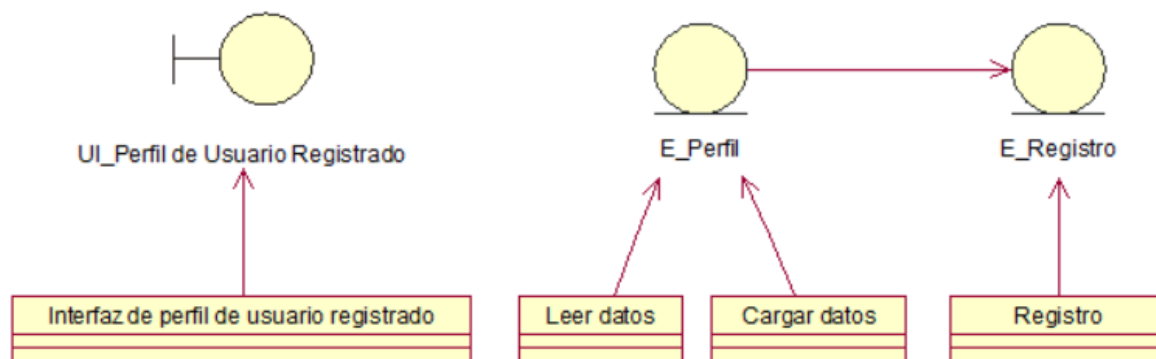 UI_Perfil de Usuario Registrado
E_Perfil
E_Registro
Interfaz de perfil de usuario registrado
Leer datos
Cargar datos
Registro